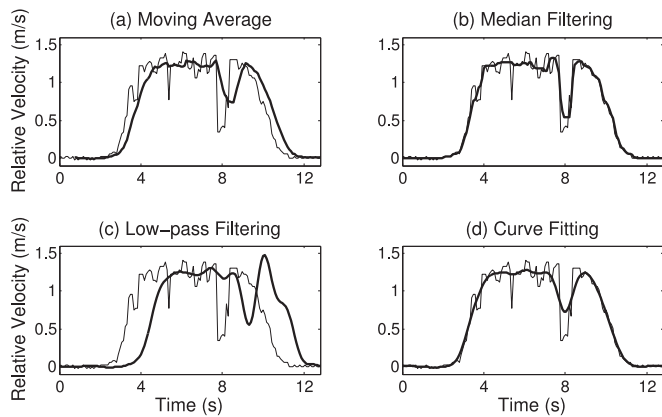 (a) Moving Average
Relative Velocity (m/s)
1.5
1
0.5
0
0 4 8 12
(b) Median Filtering
1.5
1
0.5
0
0 4 8 12
(c) Low-pass Filtering
Relative Velocity (m/s)
1.5
1
0.5
0
0 4 8 12
Time (s)
(d) Curve Fitting
1.5
1
0.5
0
0 4 8 12
Time (s)